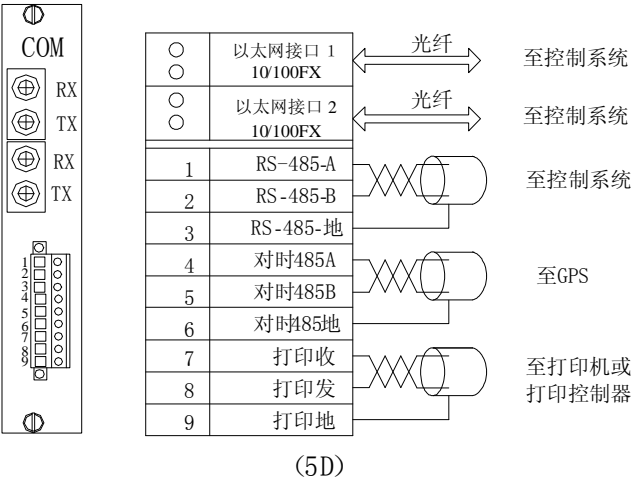 COM
RX
TX
RX
TX
1
2
3
4
5
6
7
8
9
以太网接口 1
10/100FX
光纤
至控制系统
以太网接口 2
10/100FX
光纤
至控制系统
1 RS-485-A
2 RS-485-B
3 RS-485-地
至控制系统
4 对时485A
5 对时485B
6 对时485地
至GPS
7 打印收
8 打印发
9 打印地
至打印机或
打印控制器
(5D)